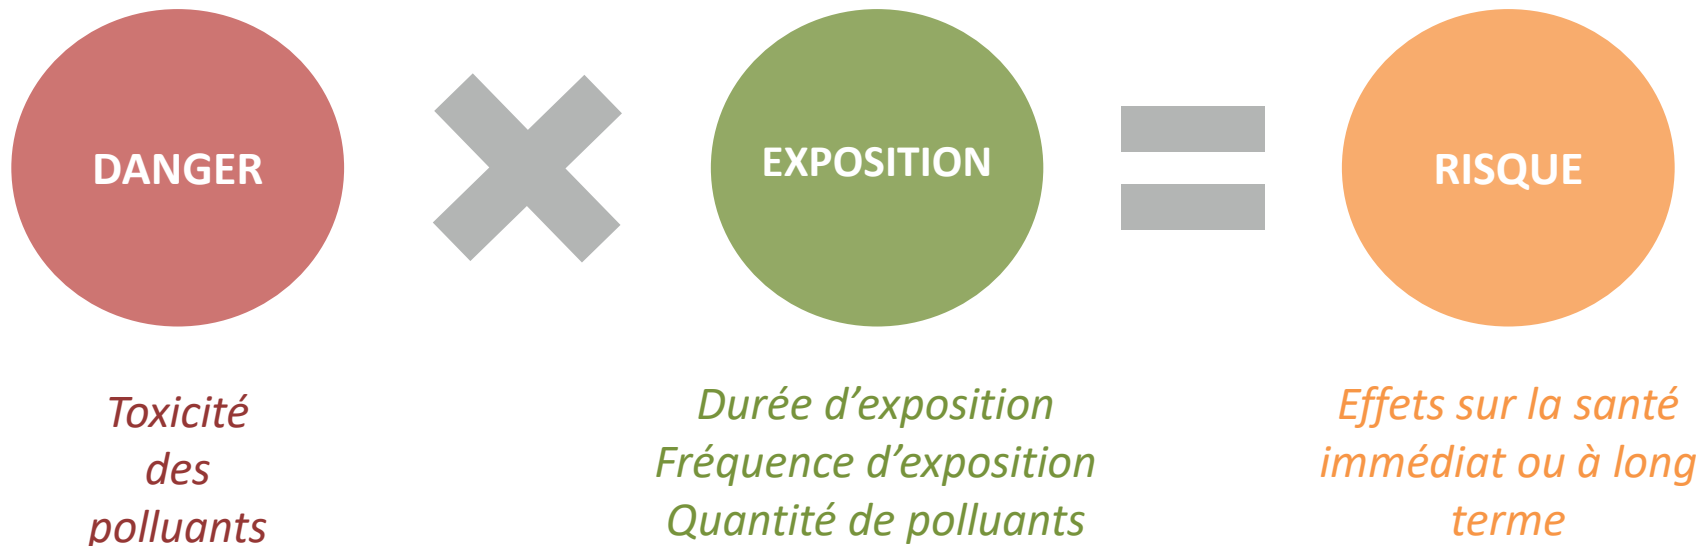 DANGER
EXPOSITION
RISQUE
Toxicité
des
polluants
Durée d’exposition
Fréquence d’exposition
Quantité de polluants
Effets sur la santé
immédiat ou à long
terme